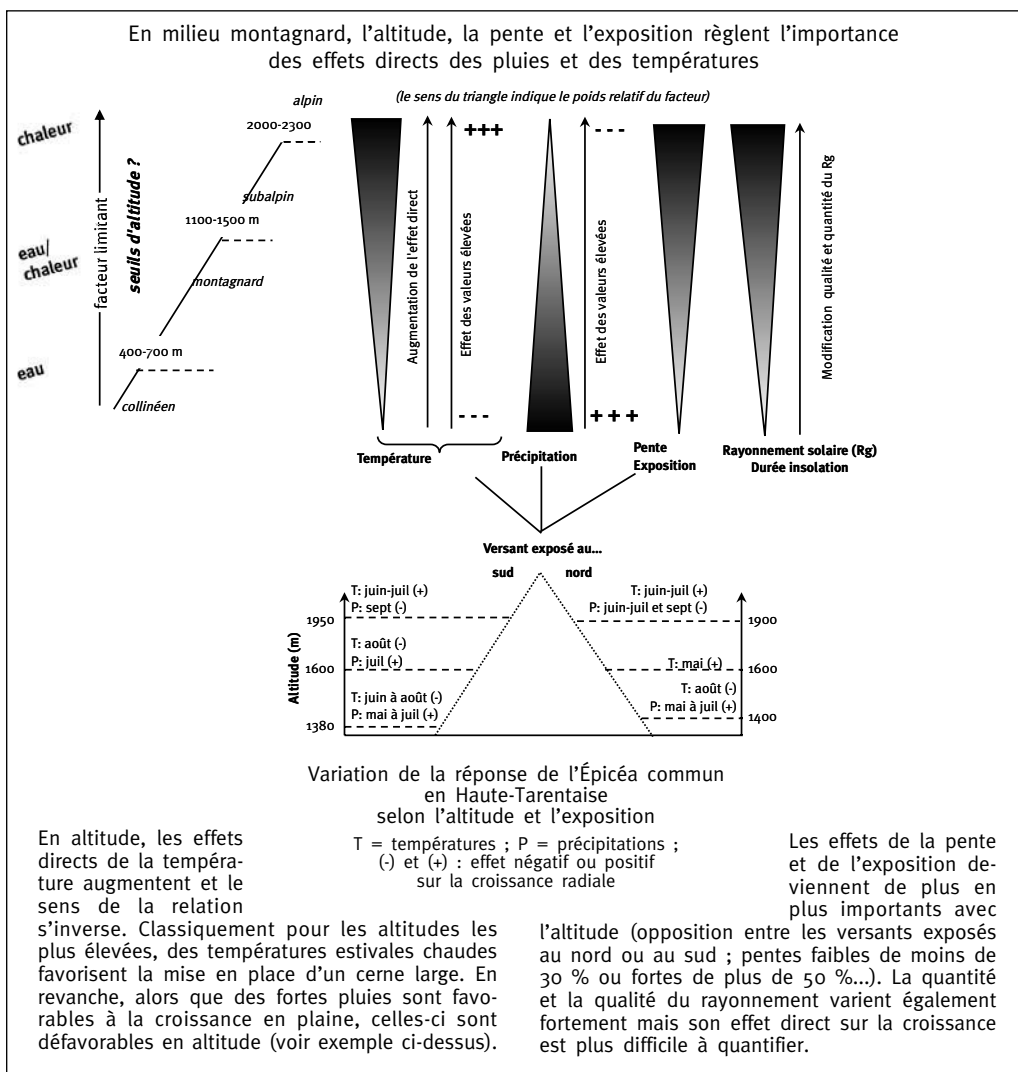 En milieu montagnard, l'altitude, la pente et l'exposition règlent l'importance
des effets directs des pluies et des températures
(le sens du triangle indique le poids relatif du facteur)
chaleur
eau/
chaleur
eau
facteur limitant
seuils d'altitude ?
alpin
2000-2300
subalpin
1100-1500 m
montagnard
400-700 m
collinéen
Augmentation de l'effet direct
Effet des valeurs élevées
+++
- - -
Effet des valeurs élevées
- - -
+ + +
Modification qualité et quantité du Rg
Température
Précipitation
Pente
Exposition
Rayonnement solaire (Rg)
Durée insolation
Versant exposé au...
sud
nord
Altitude (m)
T: juin-juil (+)
P: sept (-)
1950
T: août (-)
P: juil (+)
1600
T: juin à août (-)
P: mai à juil (+)
1380
T: juin-juil (+)
P: juin-juil et sept (-)
1900
T: mai (+)
1600
T: août (-)
P: mai à juil (+)
1400
Variation de la réponse de l'Épicéa commun
en Haute-Tarentaise
selon l'altitude et l'exposition
T = températures ; P = précipitations ;
(-) et (+) : effet négatif ou positif
sur la croissance radiale
En altitude, les effets
directs de la tempéra-
ture augmentent et le
sens de la relation
s'inverse. Classiquement pour les altitudes les
plus élevées, des températures estivales chaudes
favorisent la mise en place d'un cerne large. En
revanche, alors que des fortes pluies sont favo-
rables à la croissance en plaine, celles-ci sont
défavorables en altitude (voir exemple ci-dessus).
Les effets de la pente
et de l'exposition de-
viennent de plus en
plus importants avec
l'altitude (opposition entre les versants exposés
au nord ou au sud ; pentes faibles de moins de
30 % ou fortes de plus de 50 %...). La quantité
et la qualité du rayonnement varient également
fortement mais son effet direct sur la croissance
est plus difficile à quantifier.